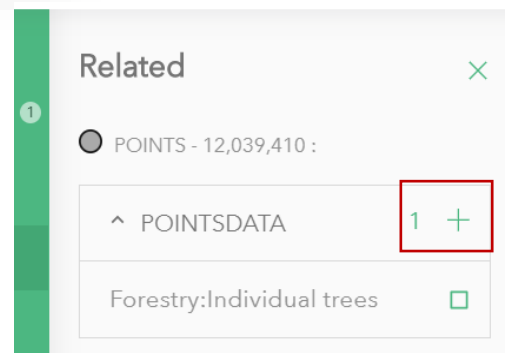 Related
1
POINTS - 12,039,410 :
POINTSDATA 1 +
Forestry:Individual trees